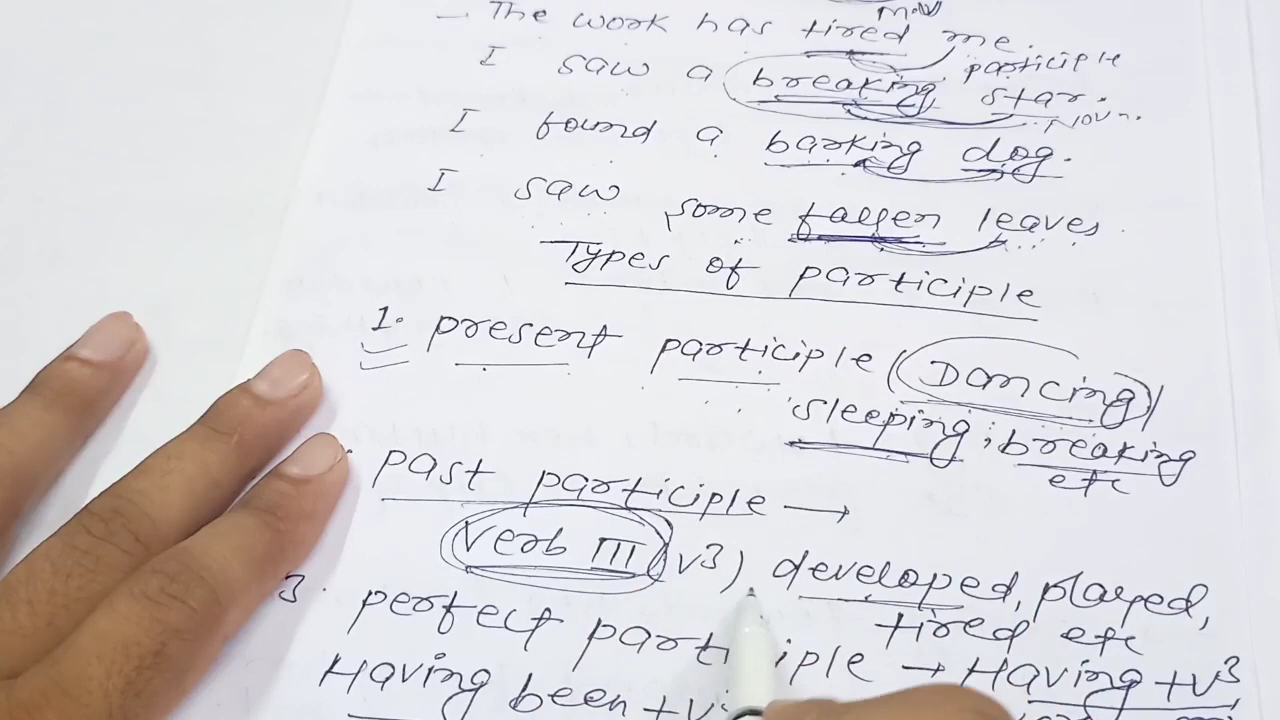 M.V
– The work has tired me.
participle
I saw a breaking star.
Noun.
I found a barking dog.
I saw some fallen leaves.
Types of participle
1. present participle (Dancing)
sleeping, breaking
etc
past participle →
Verb III (V3) developed, played,
tired etc
3. perfect participle → Having + V3
Having been + V3